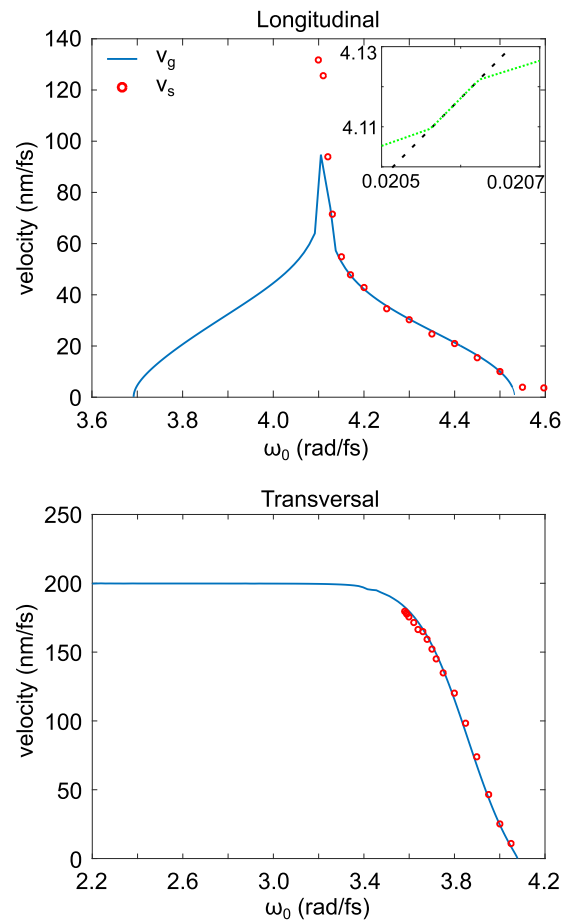 Longitudinal
140
120
100
80
60
40
20
0
velocity (nm/fs)
v_g
v_s
4.13
4.11
0.0205
0.0207
3.6 3.8 4.0 4.2 4.4 4.6
ω₀ (rad/fs)
Transversal
250
200
150
100
50
0
velocity (nm/fs)
2.2 2.6 3.0 3.4 3.8 4.2
ω₀ (rad/fs)